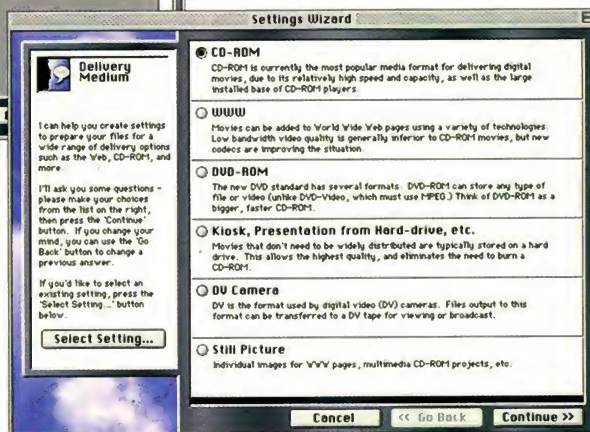 Settings Wizard
Delivery
Medium
I can help you create settings
to prepare your files for a
wide range of delivery options
such as the Web, CD-ROM, and
more.
I'll ask you some questions -
please make your choices
from the list on the right,
then press the 'Continue'
button. If you change your
mind, you can use the 'Go
Back' button to change a
previous answer.
If you'd like to select an
existing setting, press the
'Select Setting...' button
below.
Select Setting...
CD-ROM
CD-ROM is currently the most popular media format for delivering digital
movies, due to its relatively high speed and capacity, as well as the large
installed base of CD-ROM players.
WWW
Movies can be added to World Wide Web pages using a variety of technologies.
Low bandwidth video quality is generally inferior to CD-ROM movies, but new
codecs are improving the situation.
DVD-ROM
The new DVD standard has several formats: DVD-ROM can store any type of
file or video (unlike DVD-Video, which must use MPEG.) Think of DVD-ROM as a
bigger, faster CD-ROM.
Kiosk, Presentation from Hard-drive, etc.
Movies that don't need to be widely distributed are typically stored on a hard
drive. This allows the highest quality, and eliminates the need to burn a
CD-ROM.
DV Camera
DV is the format used by digital video (DV) cameras. Files output to this
format can be transferred to a DV tape for viewing or broadcast.
Still Picture
Individual images for WWW pages, multimedia CD-ROM projects, etc.
Cancel
<< Go Back
Continue >>